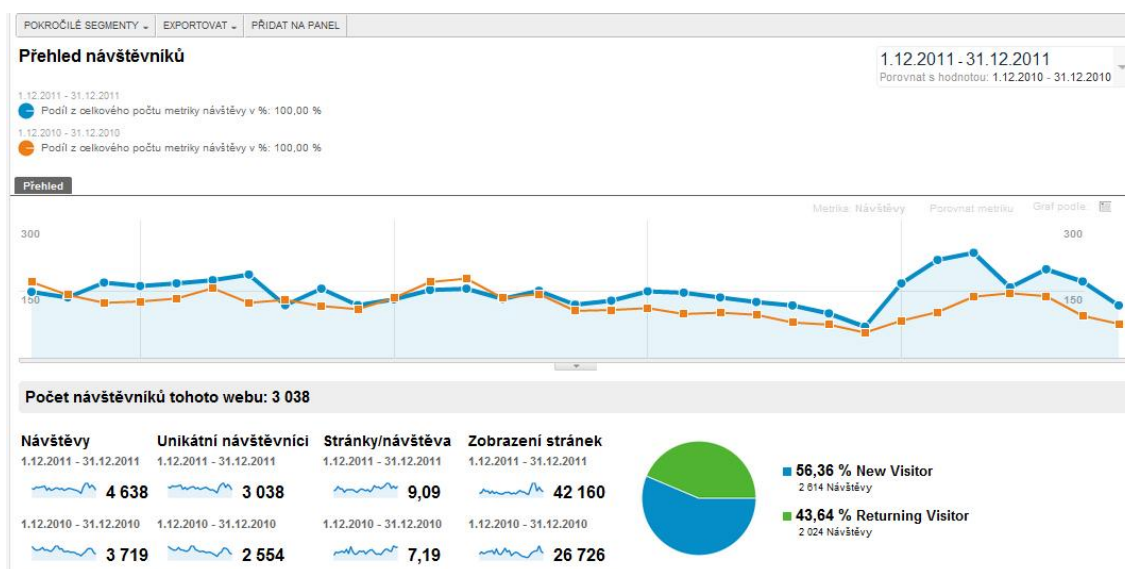 POKROČILÉ SEGMENTY EXPORTOVAT PŘIDAT NA PANEL
Přehled návštěvníků
1.12.2011 - 31.12.2011
Porovnat s hodnotou: 1.12.2010 - 31.12.2010
1.12.2011 - 31.12.2011
Podíl z celkového počtu metriky návštěvy v %: 100,00 %
1.12.2010 - 31.12.2010
Podíl z celkového počtu metriky návštěvy v %: 100,00 %
Přehled
Metrika: Návštěvy Porovnat metriku Graf podle:
300 300
150 150
Počet návštěvníků tohoto webu: 3 038
Návštěvy Unikátní návštěvníci Stránky/návštěva Zobrazení stránek
1.12.2011 - 31.12.2011 1.12.2011 - 31.12.2011 1.12.2011 - 31.12.2011 1.12.2011 - 31.12.2011
4 638 3 038 9,09 42 160
1.12.2010 - 31.12.2010 1.12.2010 - 31.12.2010 1.12.2010 - 31.12.2010 1.12.2010 - 31.12.2010
3 719 2 554 7,19 26 726
56,36 % New Visitor
2 614 Návštěvy
43,64 % Returning Visitor
2 024 Návštěvy